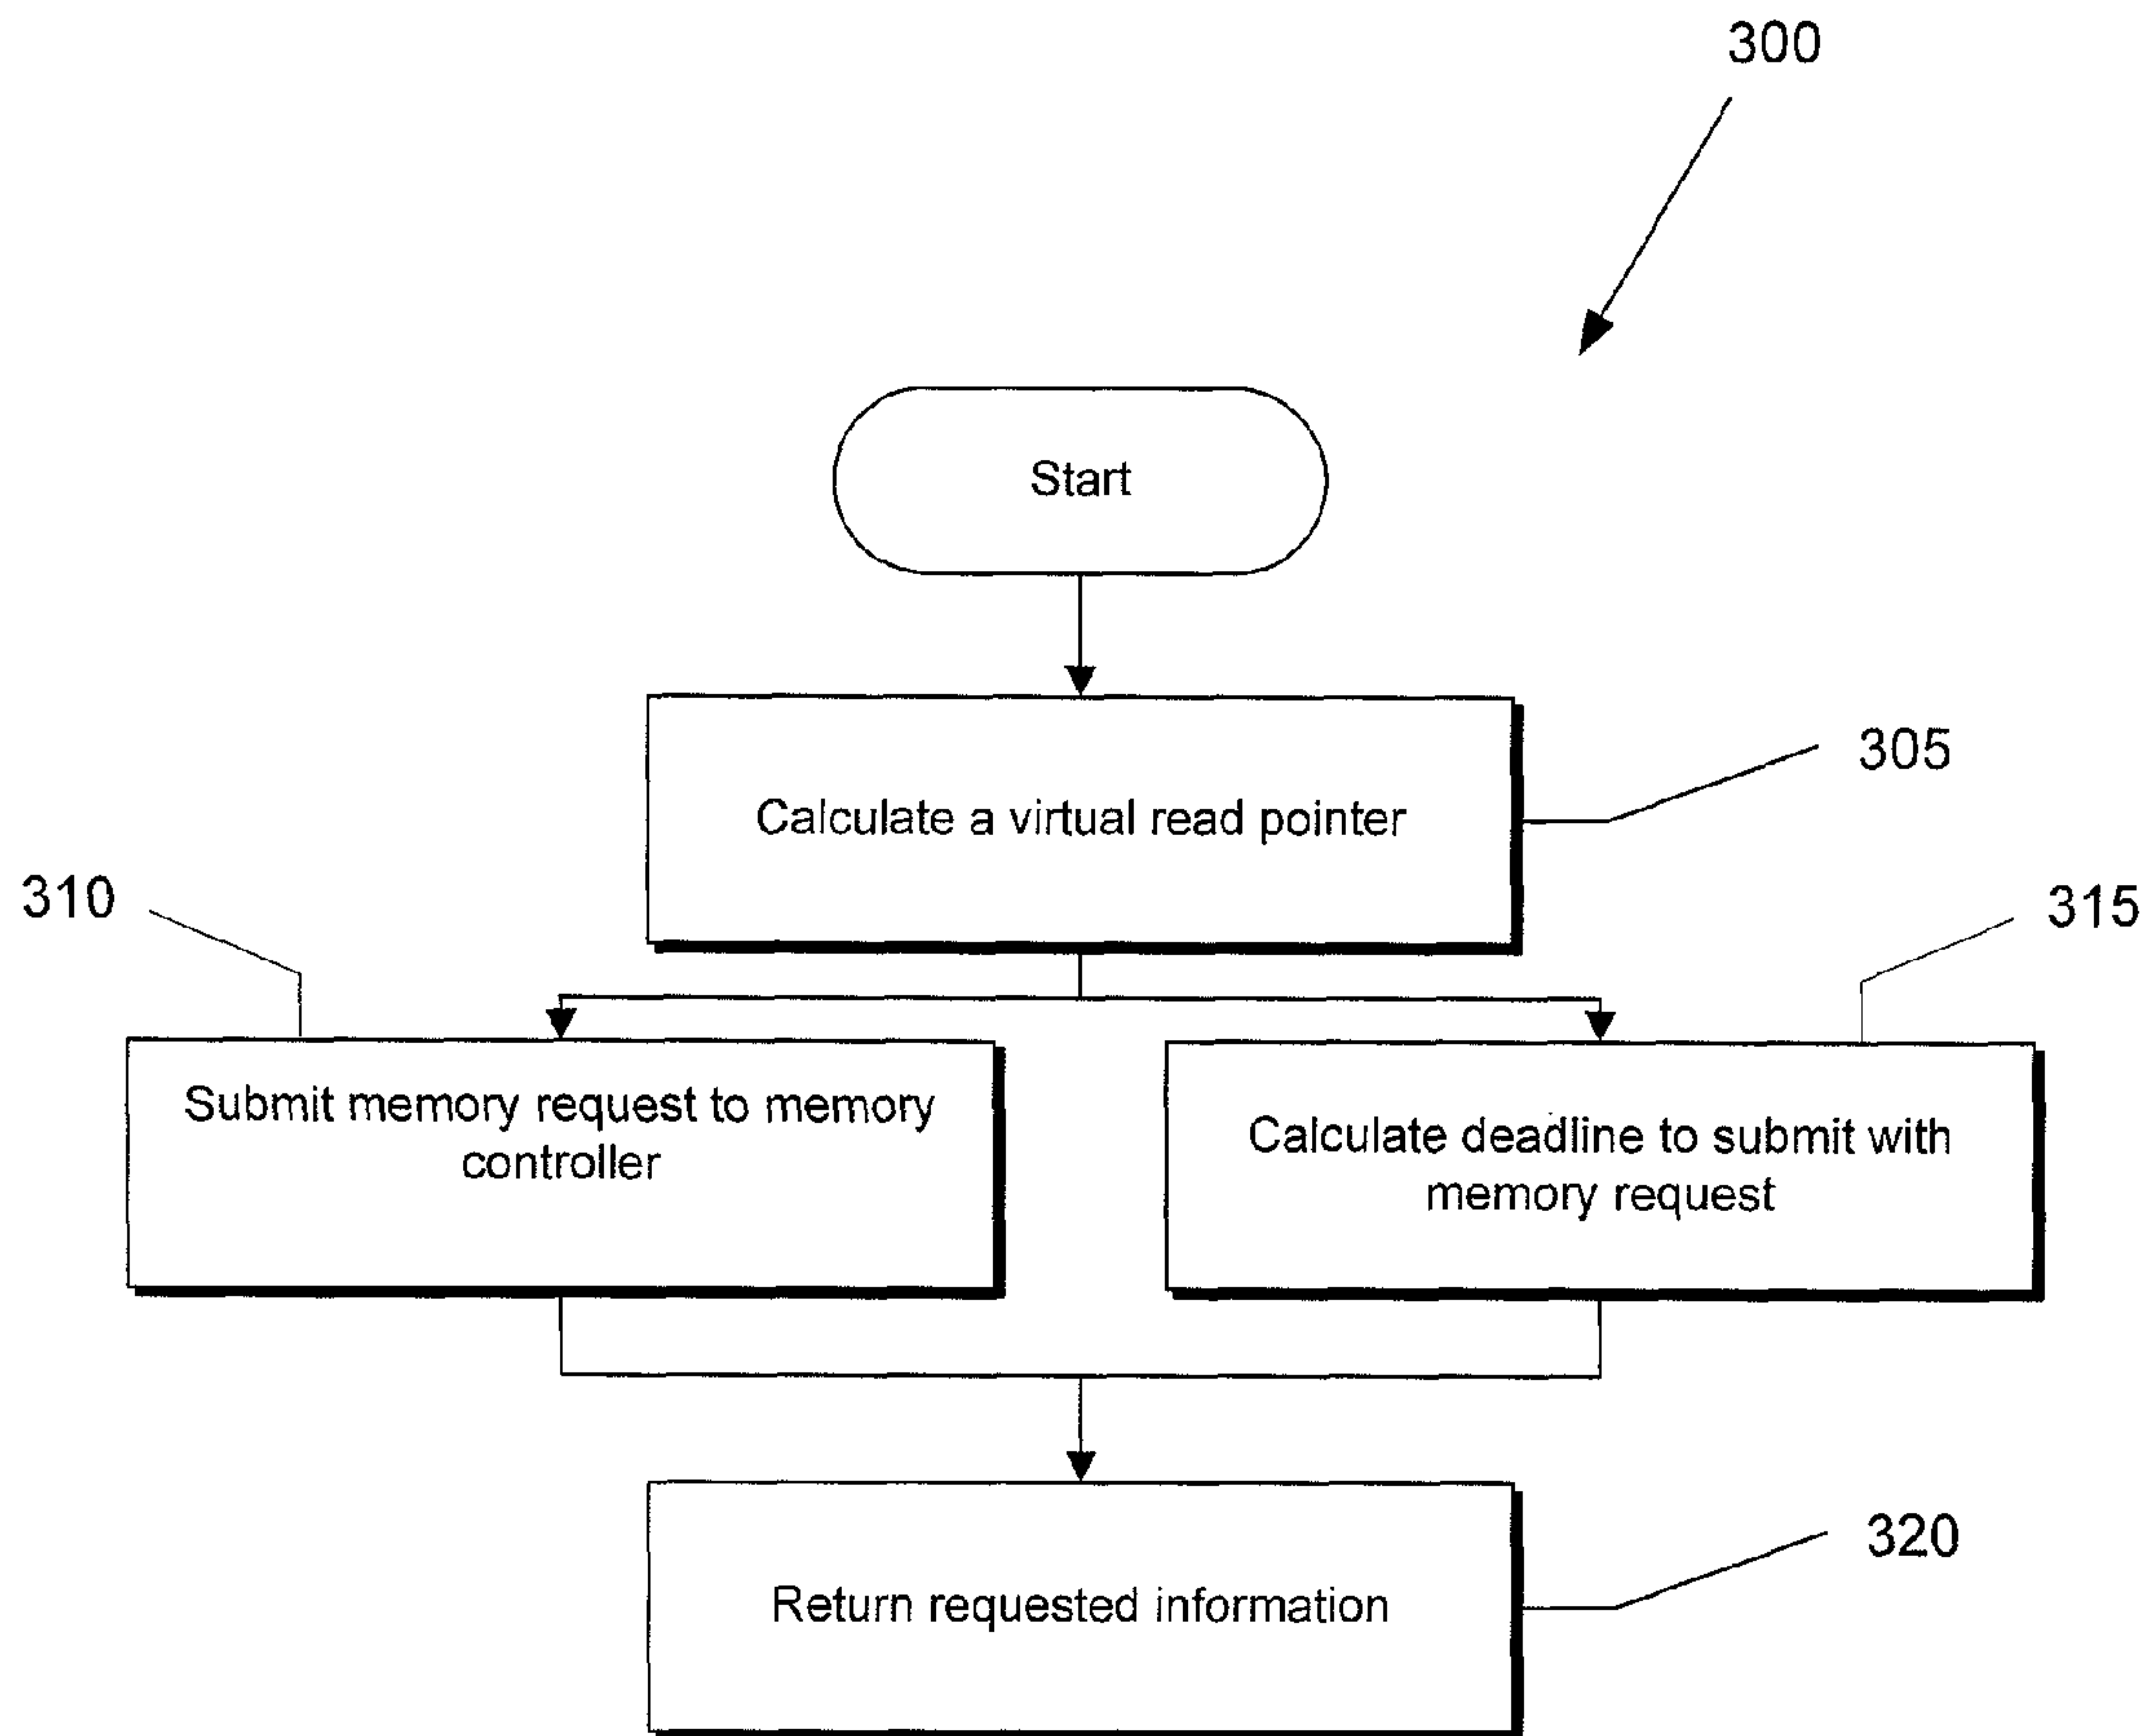 300
Start
Calculate a virtual read pointer
305
310
315
Submit memory request to memory
controller
Calculate deadline to submit with
memory request
Return requested information
320